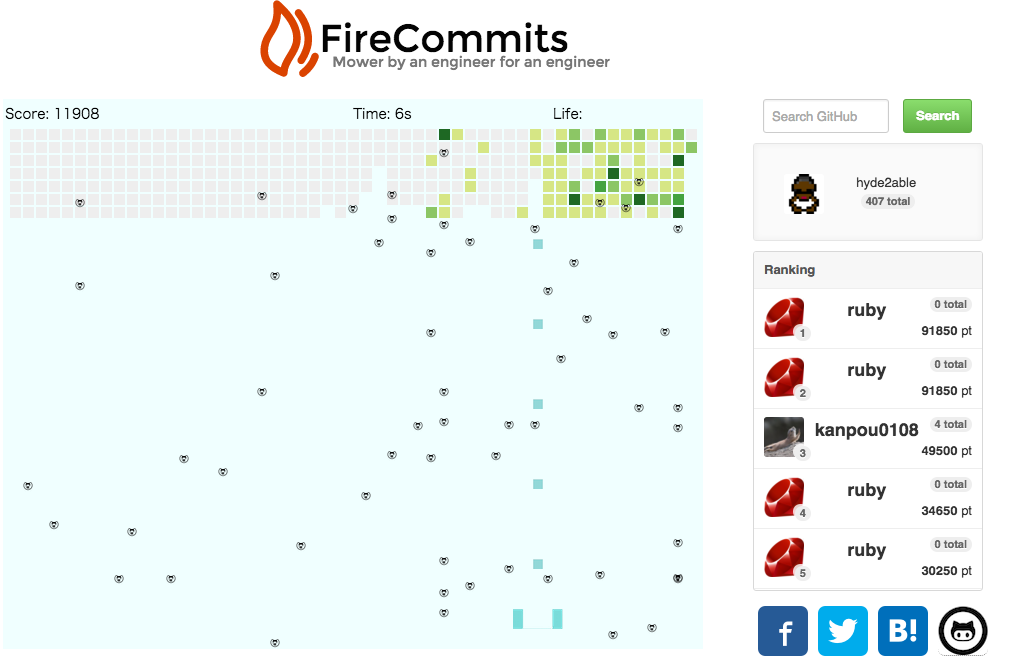 FireCommits
Mower by an engineer for an engineer
Score: 11908 Time: 6s Life:
Search GitHub Search
hyde2able
407 total
Ranking
ruby 0 total
1 91850 pt
ruby 0 total
2 91850 pt
kanpou0108 4 total
3 49500 pt
ruby 0 total
4 34650 pt
ruby 0 total
5 30250 pt
f B!